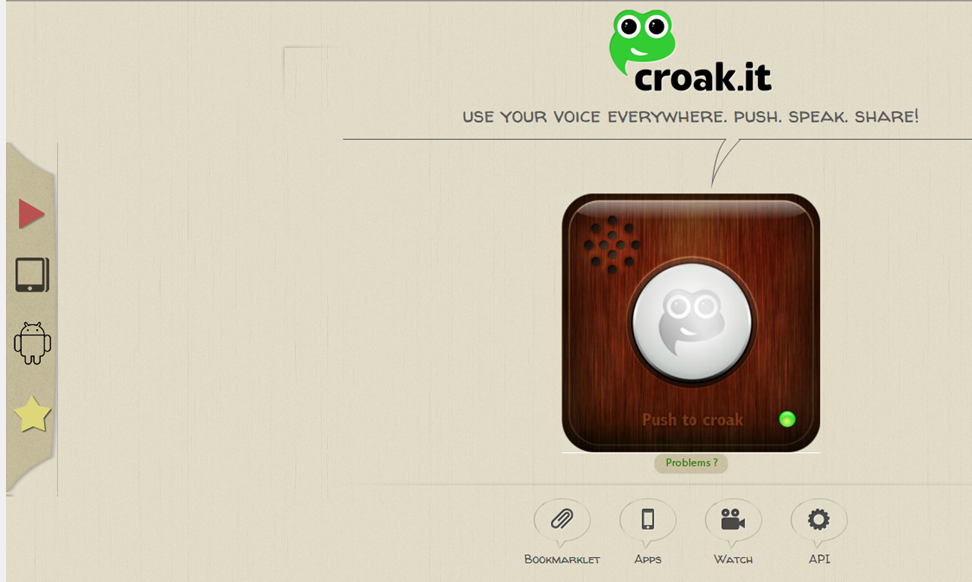 croak.it
USE YOUR VOICE EVERYWHERE. PUSH. SPEAK. SHARE!
Push to croak
Problems ?
BOOKMARKLET APPS WATCH API